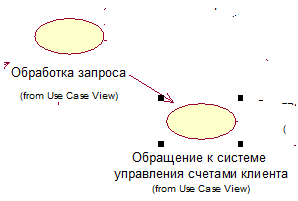 Обработка запроса
(from Use Case View)
Обращение к системе
управления счетами клиента
(from Use Case View)
(